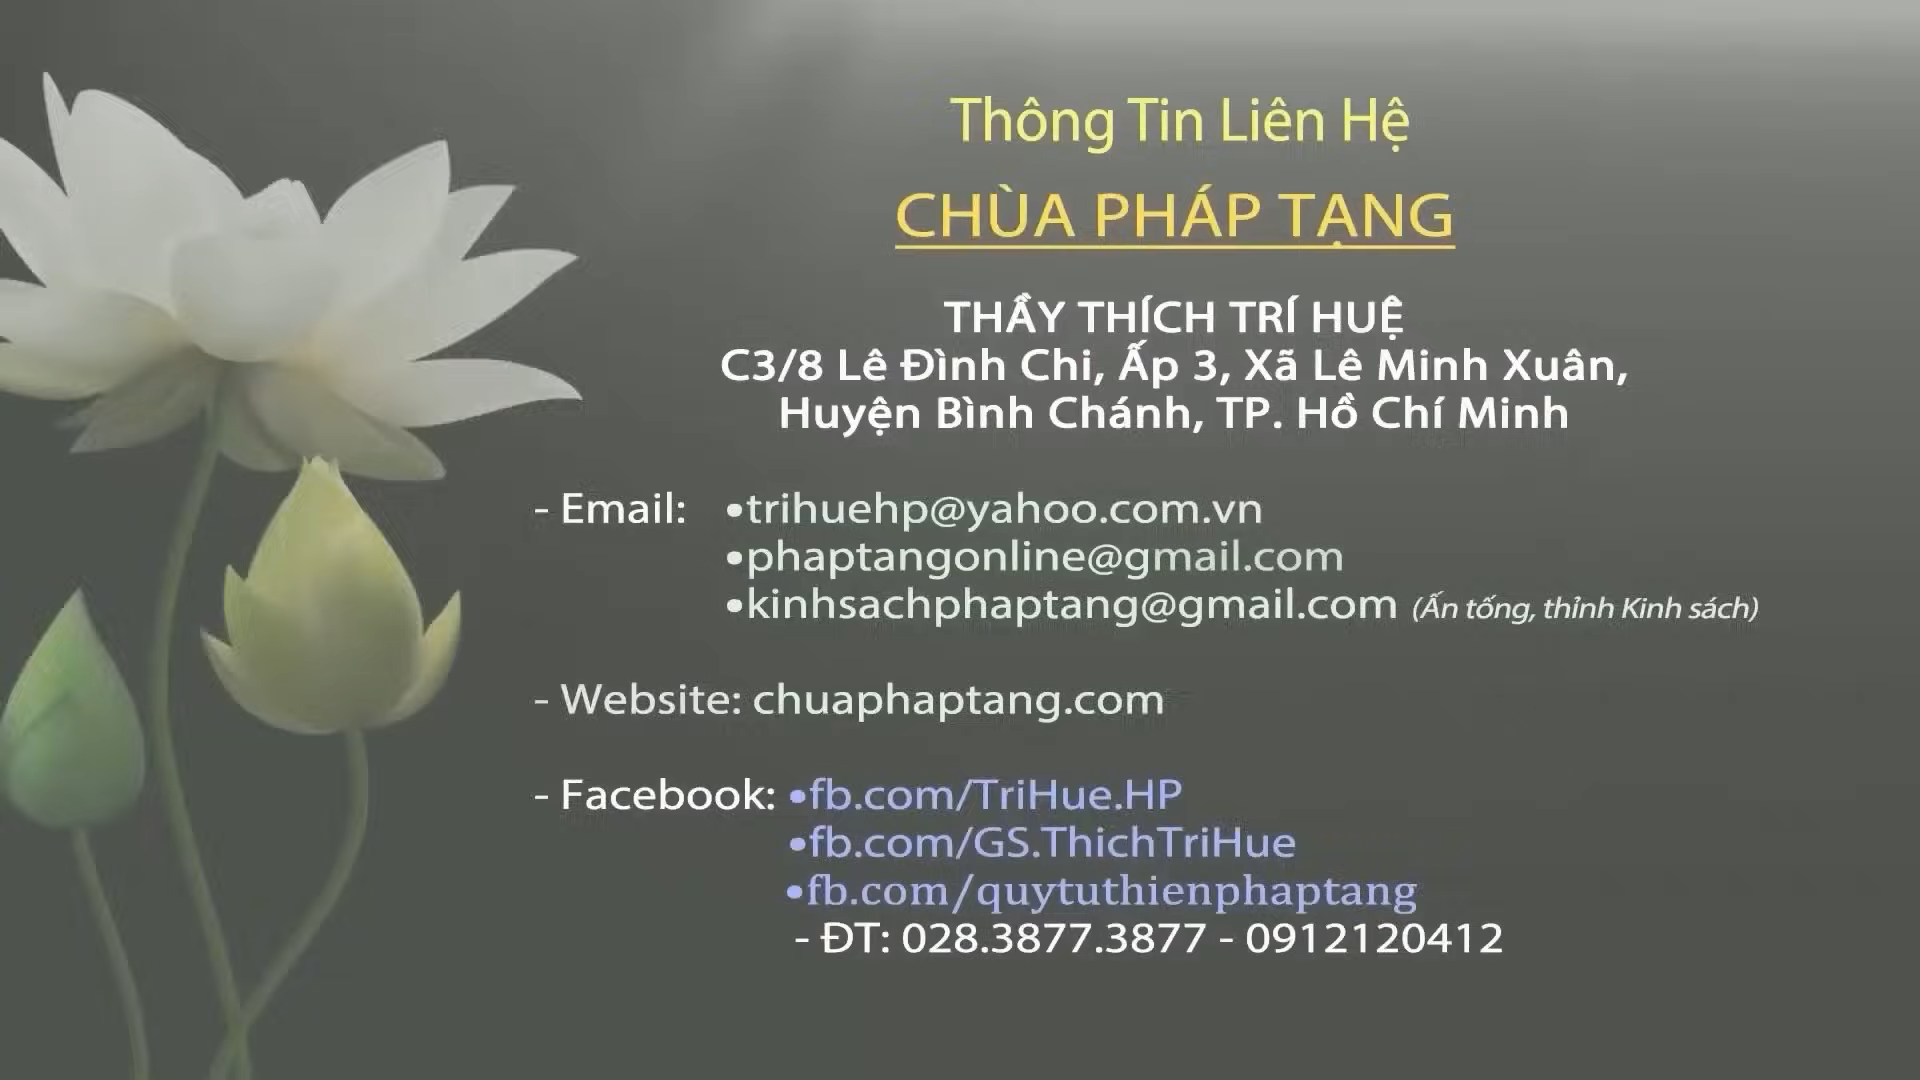 Thông Tin Liên Hệ
CHÙA PHÁP TẠNG
THẦY THÍCH TRÍ HUỆ
C3/8 Lê Đình Chi, Ấp 3, Xã Lê Minh Xuân,
Huyện Bình Chánh, TP. Hồ Chí Minh
- Email: •trihuehp@yahoo.com.vn
•phaptangonline@gmail.com
•kinhsachphaptang@gmail.com (Ấn tống, thỉnh Kinh sách)
- Website: chuaphaptang.com
- Facebook: •fb.com/TriHue.HP
•fb.com/GS.ThichTriHue
•fb.com/quytuthienphaptang
- ĐT: 028.3877.3877 - 0912120412